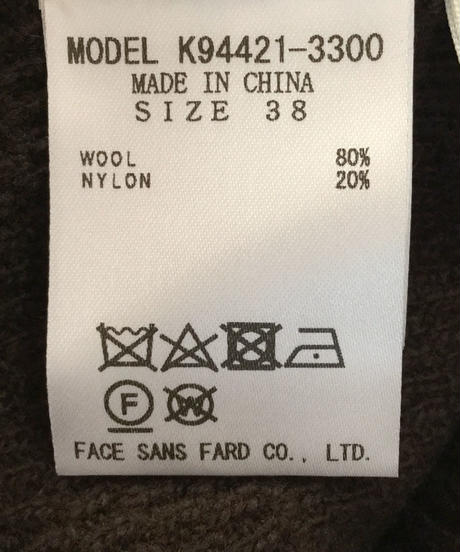 MODEL K94421-3300
MADE IN CHINA
SIZE 38
WOOL 80%
NYLON 20%
F W
FACE SANS FARD CO., LTD.